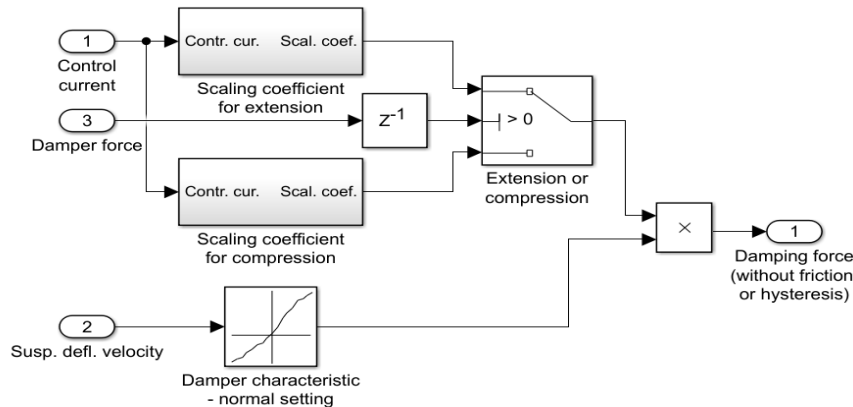 1
Contr. cur. Scal. coef.
Control
current
Scaling coefficient
for extension
3
Damper force
z-1
> 0
Contr. cur. Scal. coef.
Extension or
compression
Scaling coefficient
for compression
×
1
Damping force
(without friction
or hysteresis)
2
Susp. defl. velocity
Damper characteristic
- normal setting